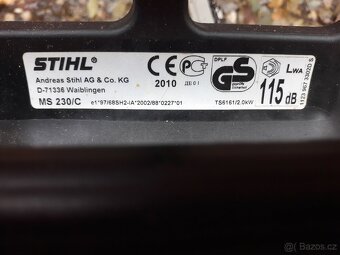 STIHL®
Andreas Stihl AG & Co. KG
D-71336 Waiblingen
MS 230/C
e1*97/68SH2-IA*2002/88*0227*01
CE
2010
DPLF
GS
TS6161/2.0kW
LWA
115 dB
© Bazos.cz